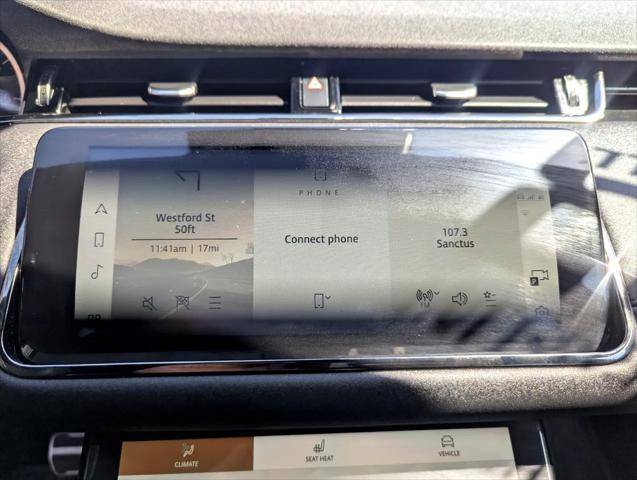 PHONE
Westford St
50ft
11:41am | 17mi
Connect phone
107.3
Sanctus
FM
P
CLIMATE
SEAT HEAT
VEHICLE